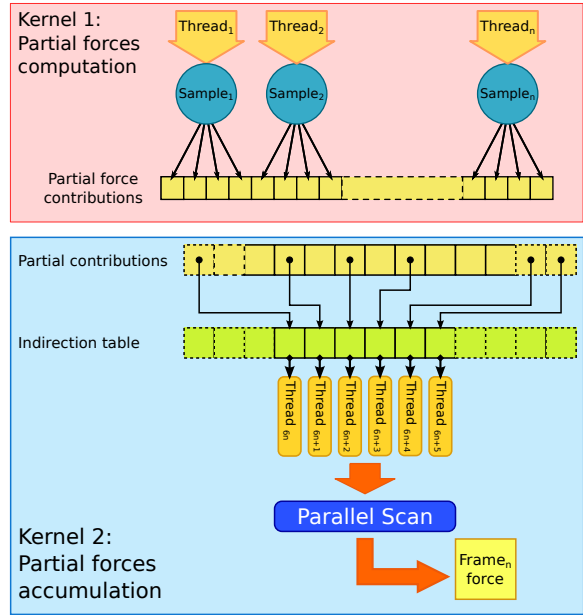 Kernel 1:
Partial forces
computation
Thread₁
Thread₂
Threadₙ
Sample₁
Sample₂
Sampleₙ
Partial force
contributions
Partial contributions
Indirection table
Thread 6n
Thread 6n+1
Thread 6n+2
Thread 6n+3
Thread 6n+4
Thread 6n+5
Parallel Scan
Kernel 2:
Partial forces
accumulation
Frameₙ
force